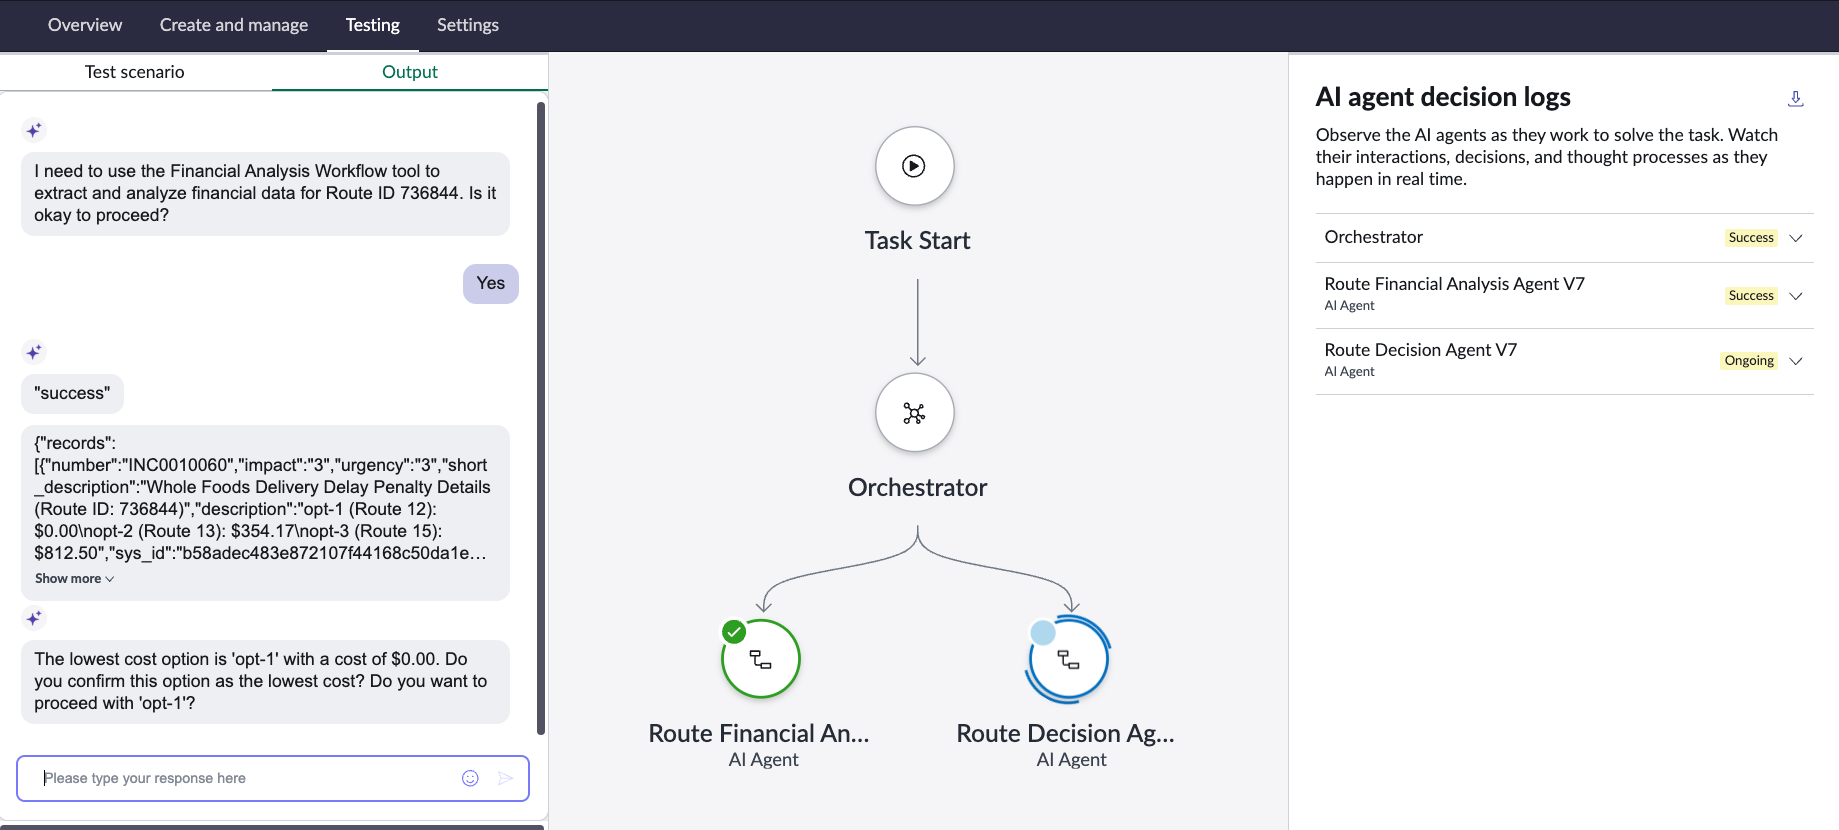 Overview Create and manage Testing Settings
Test scenario Output
I need to use the Financial Analysis Workflow tool to
extract and analyze financial data for Route ID 736844. Is it
okay to proceed?
Yes
"success"
{"records":
[{"number":"INC0010060","impact":"3","urgency":"3","short
_description":"Whole Foods Delivery Delay Penalty Details
(Route ID: 736844)","description":"opt-1 (Route 12):
$0.00\nopt-2 (Route 13): $354.17\nopt-3 (Route 15):
$812.50","sys_id":"b58adec483e872107f44168c50da1e...
Show more
The lowest cost option is 'opt-1' with a cost of $0.00. Do
you confirm this option as the lowest cost? Do you want to
proceed with 'opt-1'?
Please type your response here
Task Start
Orchestrator
Route Financial An...
AI Agent
Route Decision Ag...
AI Agent
AI agent decision logs
Observe the AI agents as they work to solve the task. Watch
their interactions, decisions, and thought processes as they
happen in real time.
Orchestrator Success
Route Financial Analysis Agent V7
AI Agent
Success
Route Decision Agent V7
AI Agent
Ongoing